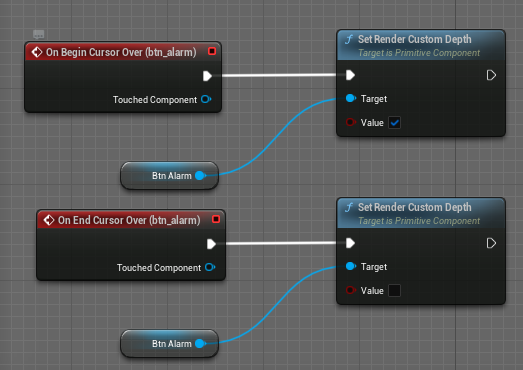 On Begin Cursor Over (btn_alarm)
Touched Component
Btn Alarm
f Set Render Custom Depth
Target is Primitive Component
Target
Value
On End Cursor Over (btn_alarm)
Touched Component
Btn Alarm
f Set Render Custom Depth
Target is Primitive Component
Target
Value